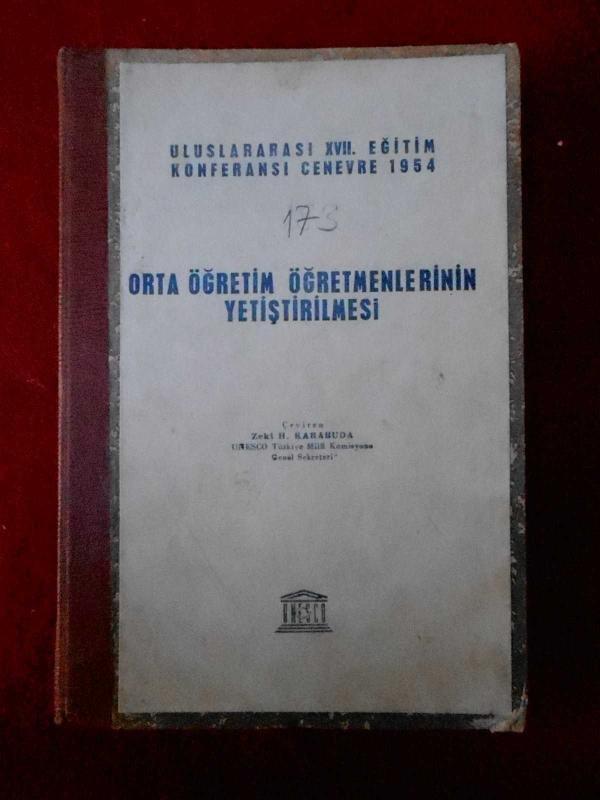 ULUSLARARASI XVII. EĞİTİM
KONFERANSI CENEVRE 1954
173
ORTA ÖĞRETİM ÖĞRETMENLERİNİN
YETİŞTİRİLMESİ
Çeviren
Zeki H. KARABUDA
UNESCO Türkiye Millî Komisyonu
Genel Sekreteri
UNESCO